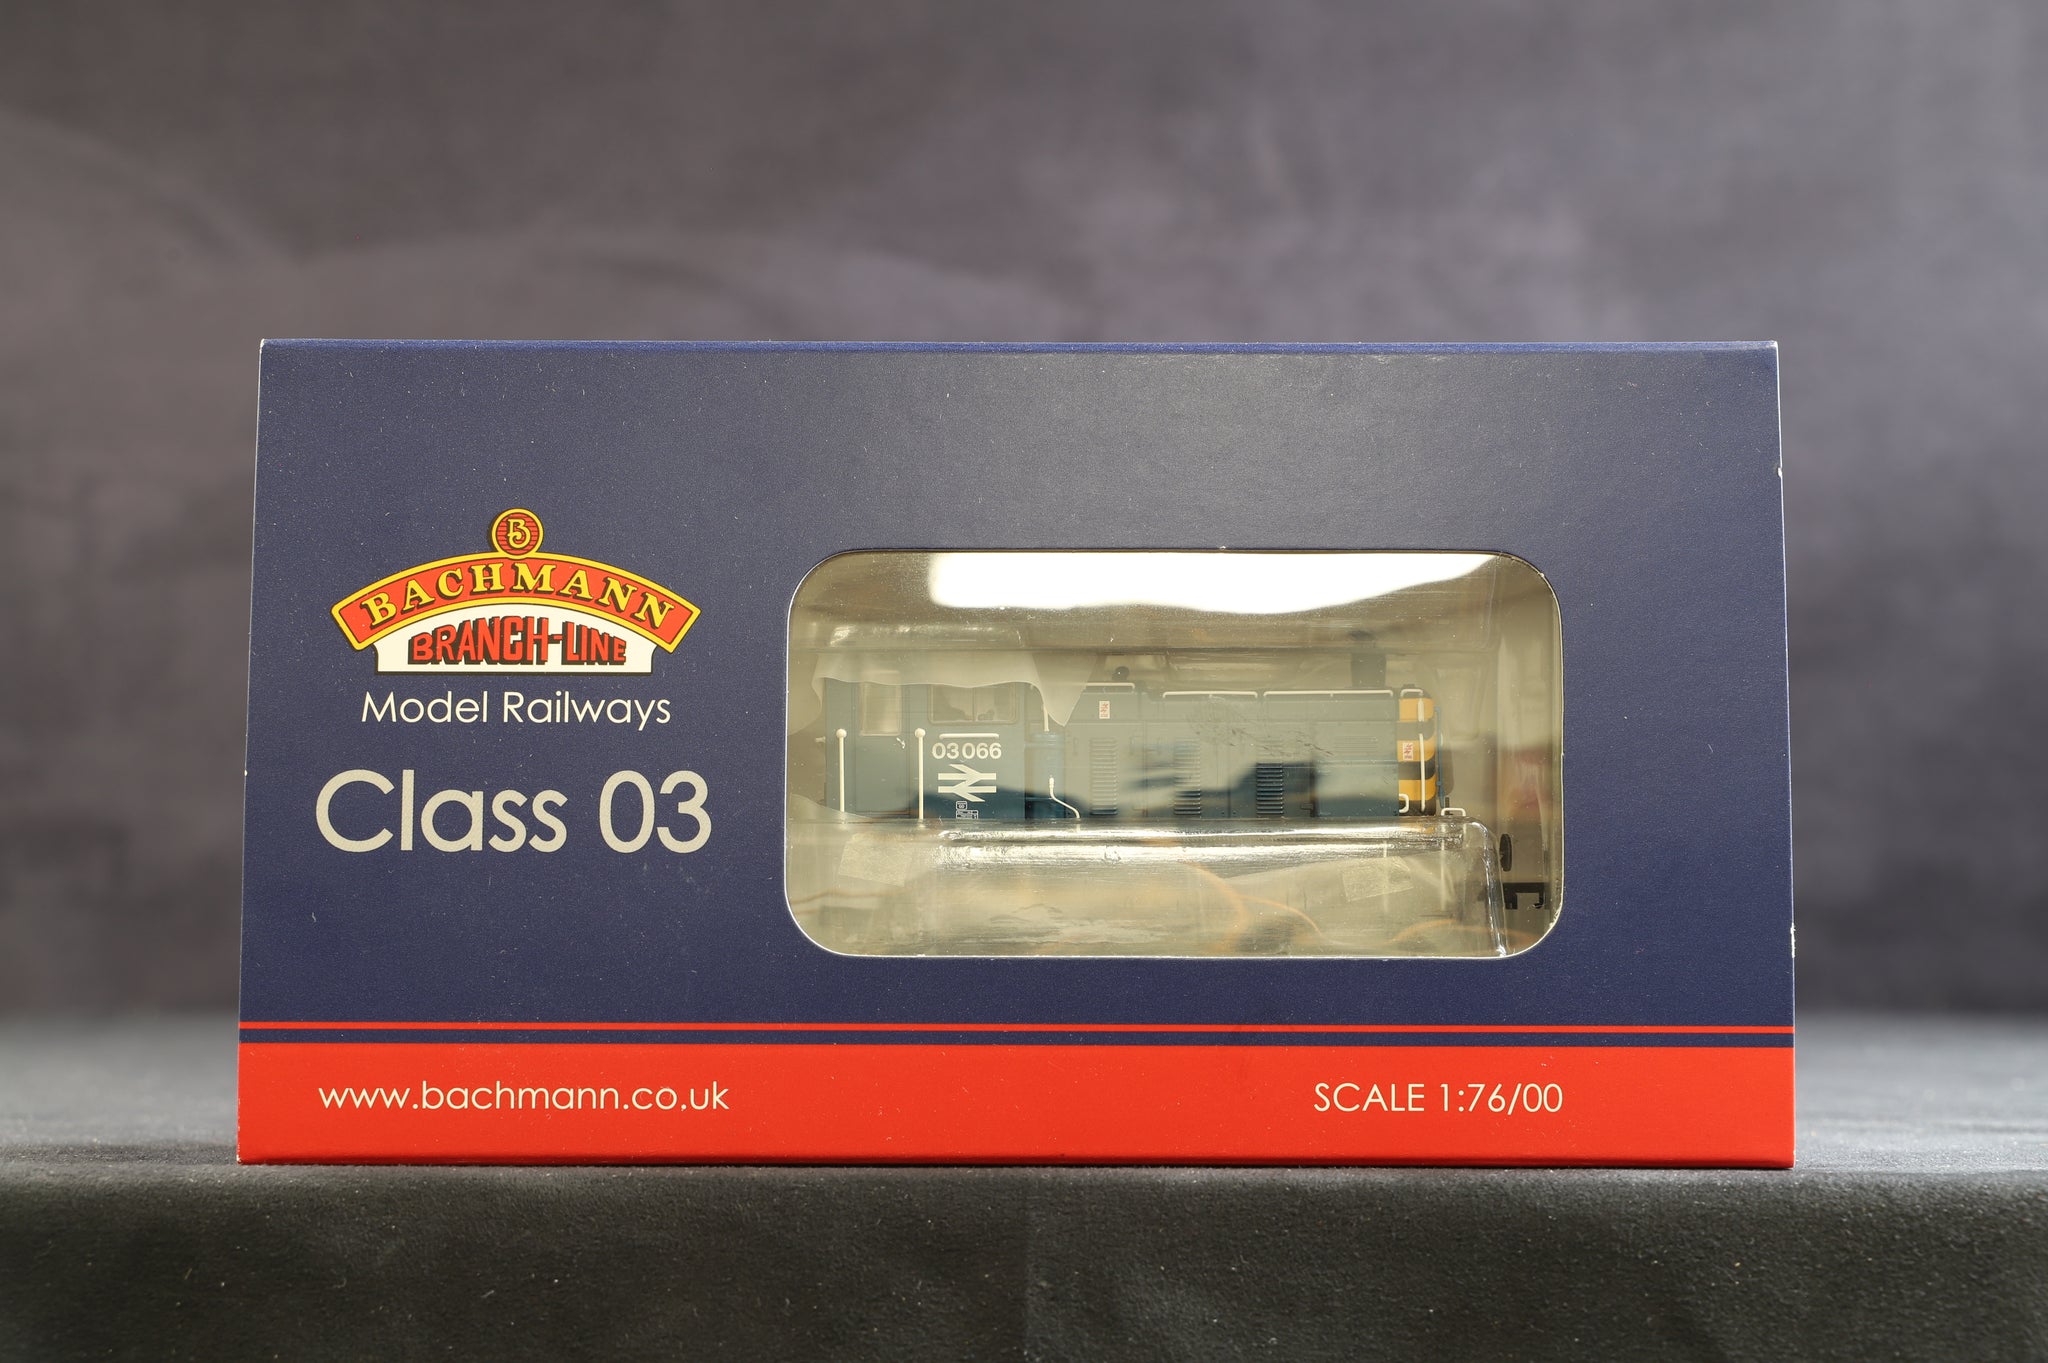 B
BACHMANN
BRANCH-LINE
Model Railways
Class 03
03066
www.bachmann.co.uk
SCALE 1:76/00